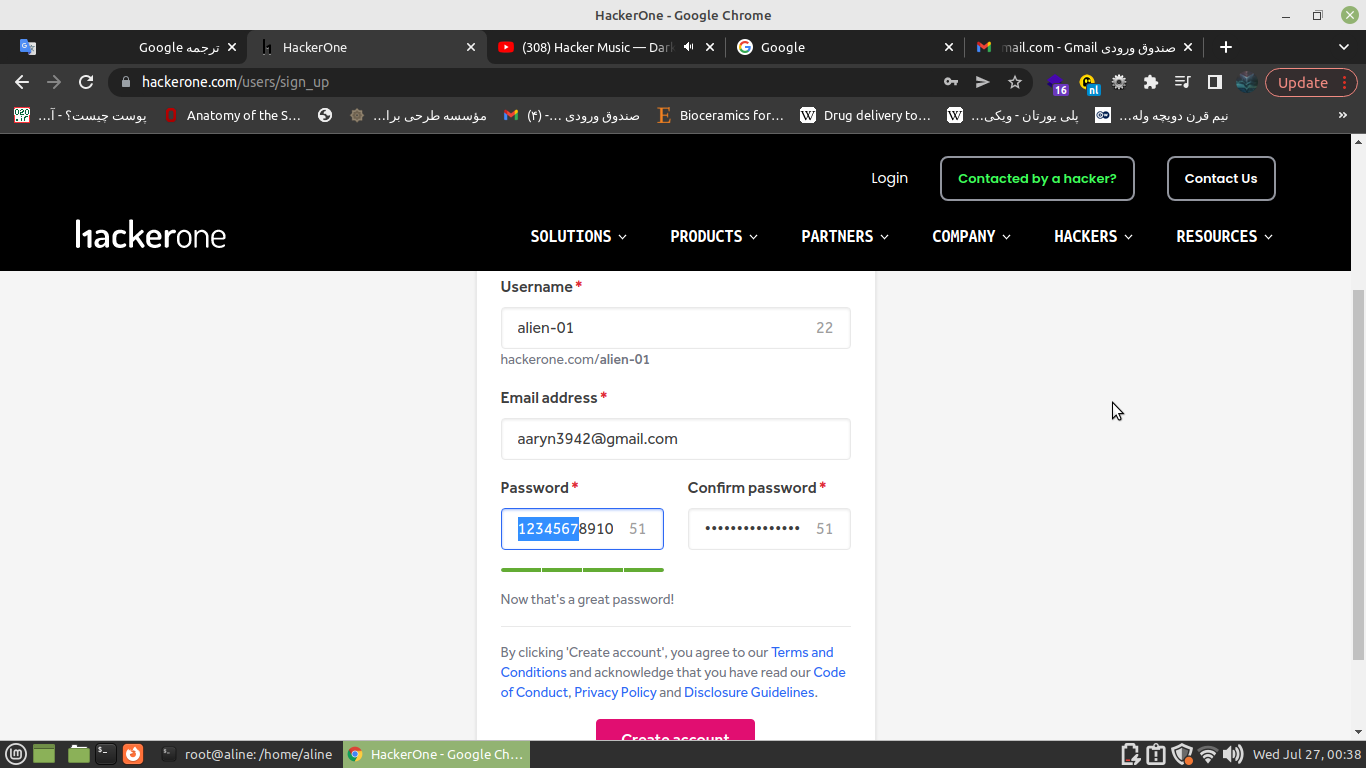 HackerOne - Google Chrome
ترجمه Google
HackerOne
(308) Hacker Music — Dark
Google
صندوق ورودی mail.com - Gmail
hackerone.com/users/sign_up
16
nl
Update
پوست چیست؟ - آ...
Anatomy of the S...
مؤسسه طرحی برا...
صندوق ورودی ...- (۴)
Bioceramics for...
Drug delivery to...
پلی یورتان - ویکی...
نیم قرن دویچه وله...
Login
Contacted by a hacker?
Contact Us
hackerone
SOLUTIONS
PRODUCTS
PARTNERS
COMPANY
HACKERS
RESOURCES
Username *
alien-01
22
hackerone.com/alien-01
Email address *
aaryn3942@gmail.com
Password *
Confirm password *
12345678910
51
•••••••••••••••
51
Now that's a great password!
By clicking 'Create account', you agree to our Terms and
Conditions and acknowledge that you have read our Code
of Conduct, Privacy Policy and Disclosure Guidelines.
Create account
root@aline: /home/aline
HackerOne - Google Ch...
Wed Jul 27, 00:38